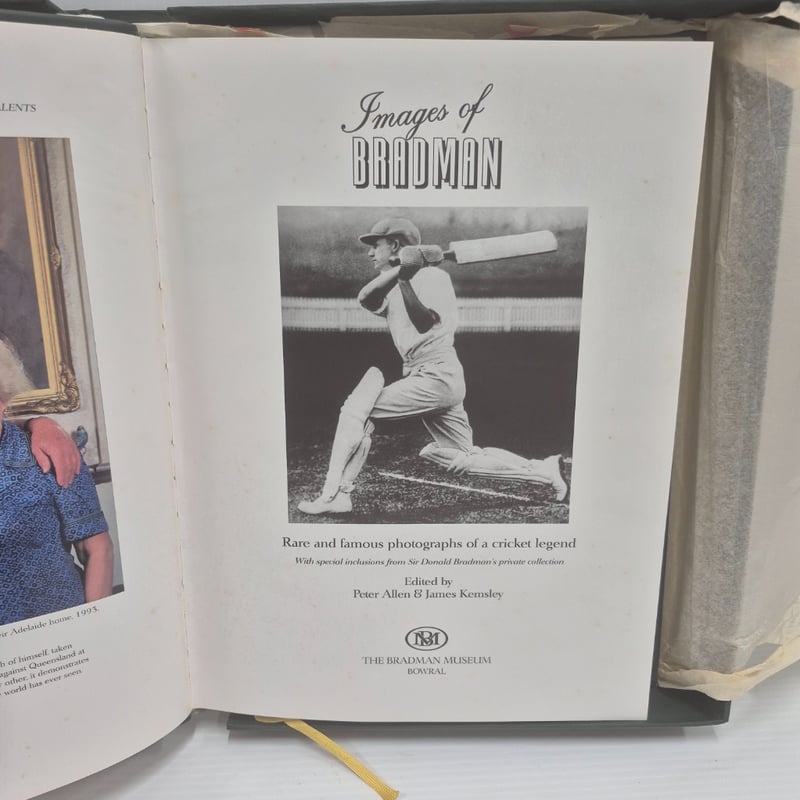 ALENTS
eir Adelaide home, 1993.
h of himself, taken
against Queensland at
other, it demonstrates
world has ever seen
Images of
BRADMAN
Rare and famous photographs of a cricket legend
With special inclusions from Sir Donald Bradman's private collection
Edited by
Peter Allen & James Kemsley
BM
THE BRADMAN MUSEUM
BOWRAL